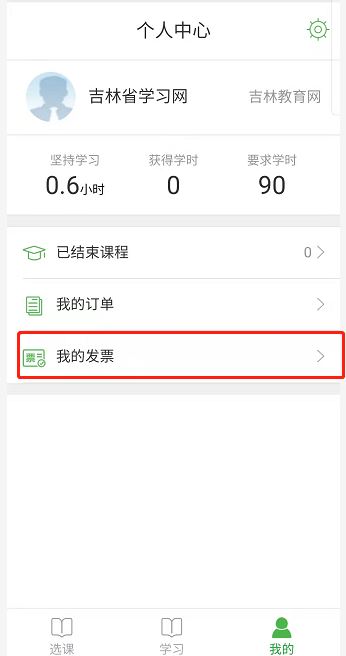 个人中心
吉林省学习网 吉林教育网
坚持学习 获得学时 要求学时
0.6小时 0 90
已结束课程 0
我的订单
票 我的发票
选课 学习 我的